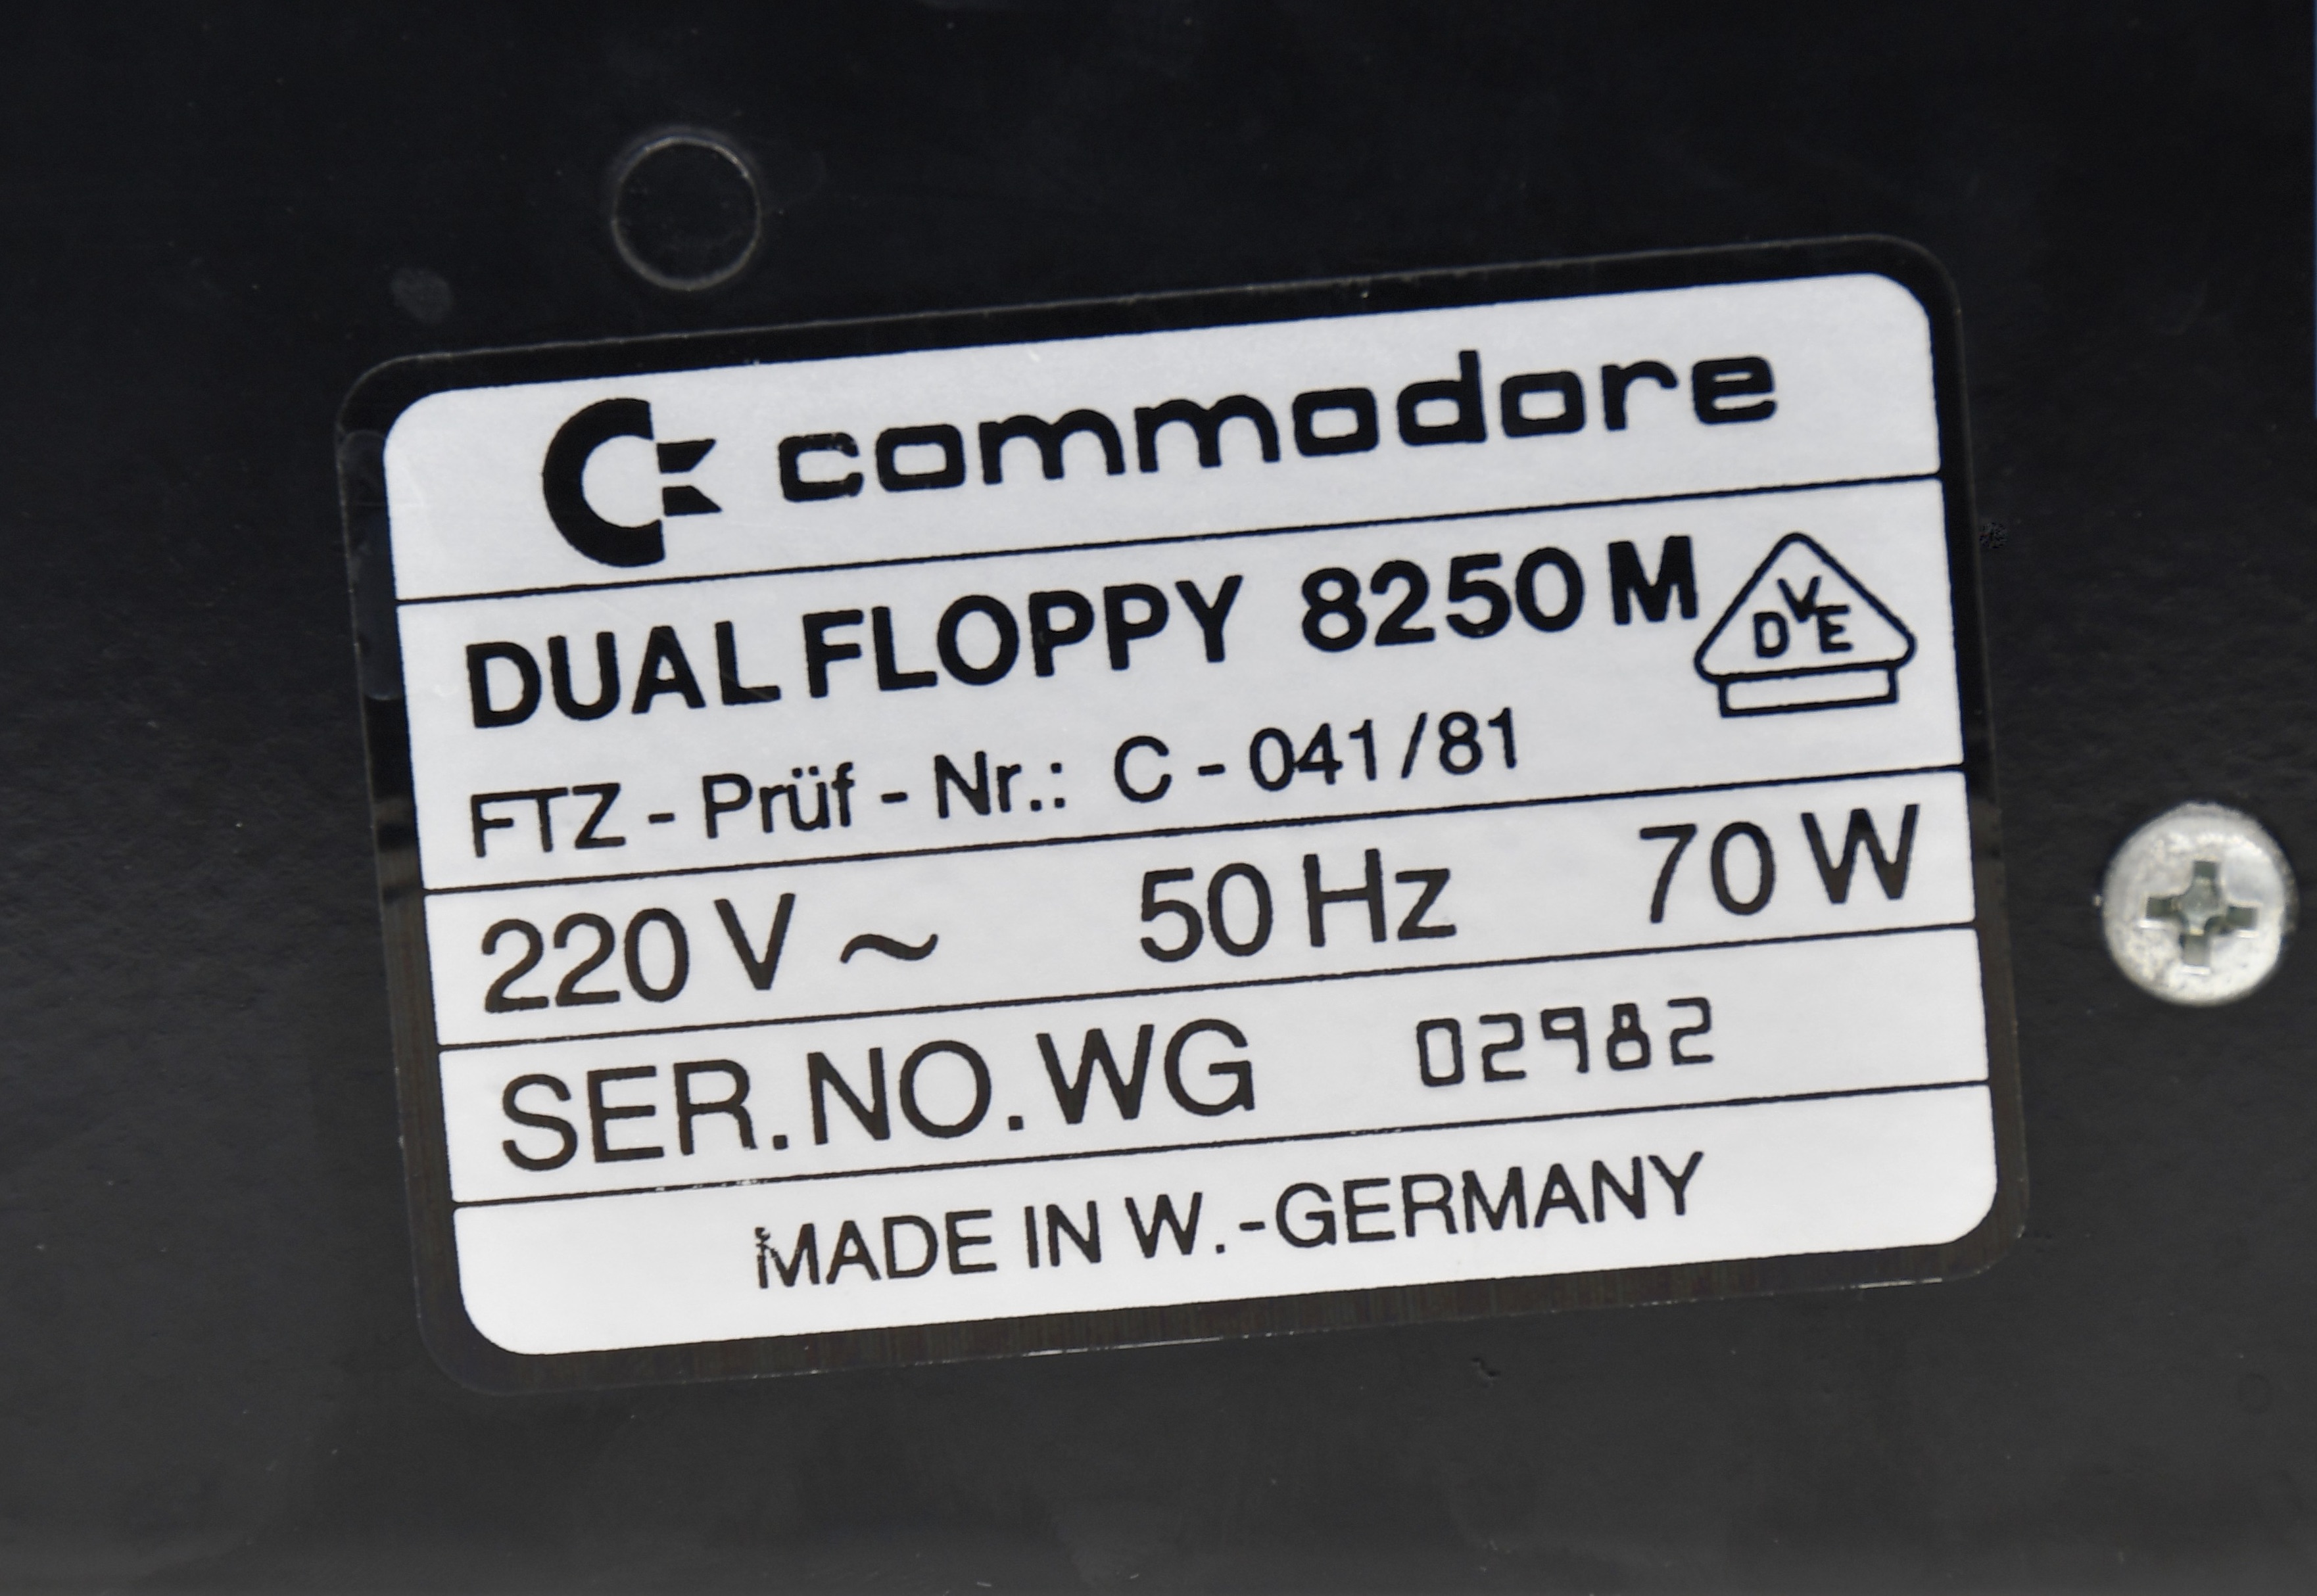 commodore
DUAL FLOPPY 8250 M
VDE
FTZ - Prüf - Nr.: C - 041/81
220 V ~ 50 Hz 70 W
SER.NO.WG 02982
MADE IN W.-GERMANY